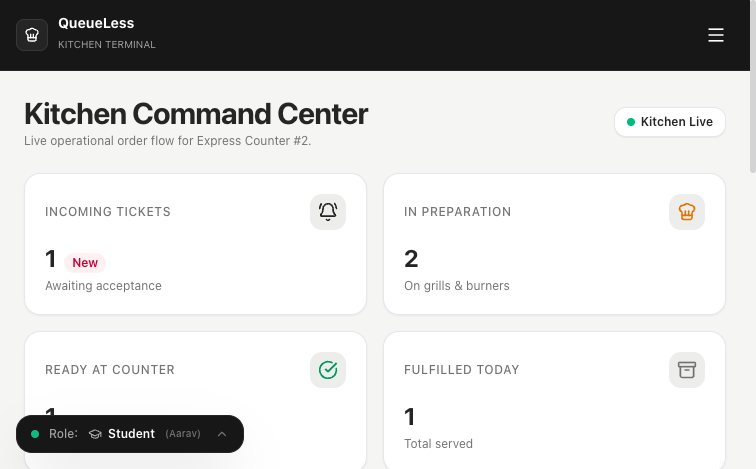 QueueLess
KITCHEN TERMINAL
Kitchen Command Center
Live operational order flow for Express Counter #2.
Kitchen Live
INCOMING TICKETS
1 New
Awaiting acceptance
IN PREPARATION
2
On grills & burners
READY AT COUNTER
1
FULFILLED TODAY
1
Total served
Role: Student (Aarav)